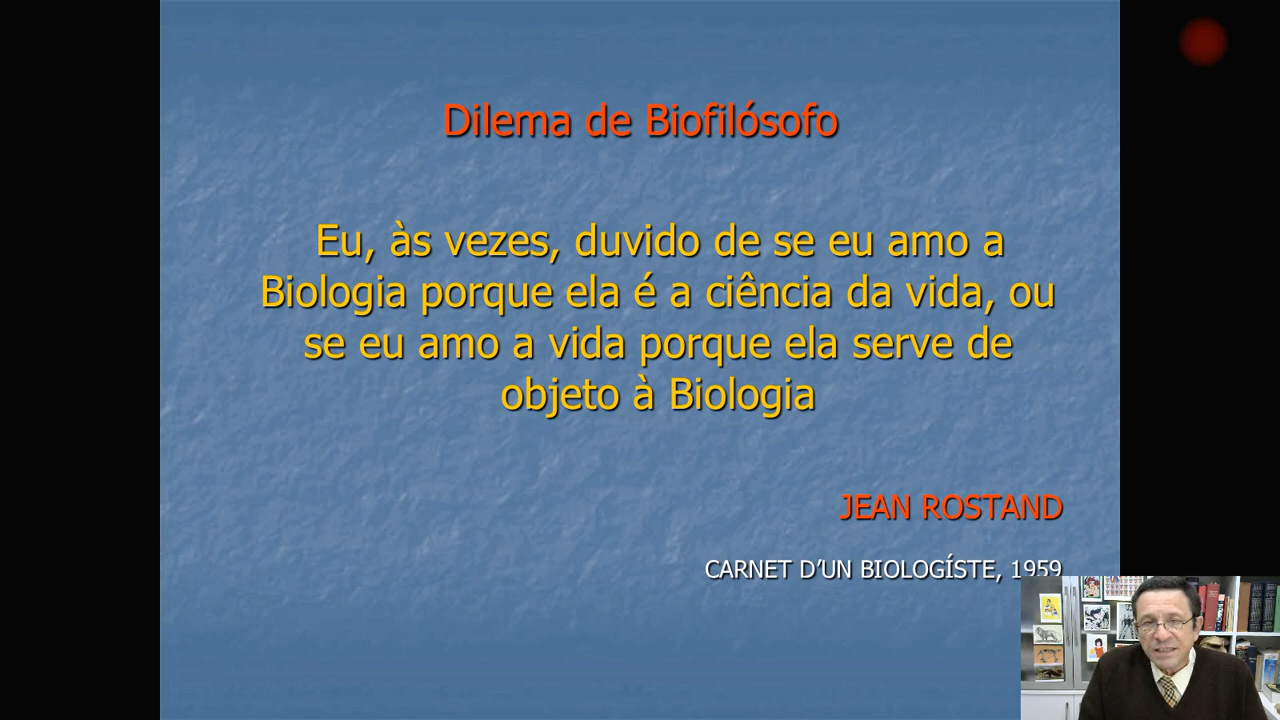 Dilema de Biofilósofo
Eu, às vezes, duvido de se eu amo a
Biologia porque ela é a ciência da vida, ou
se eu amo a vida porque ela serve de
objeto à Biologia
JEAN ROSTAND
CARNET D’UN BIOLOGÍSTE, 1959